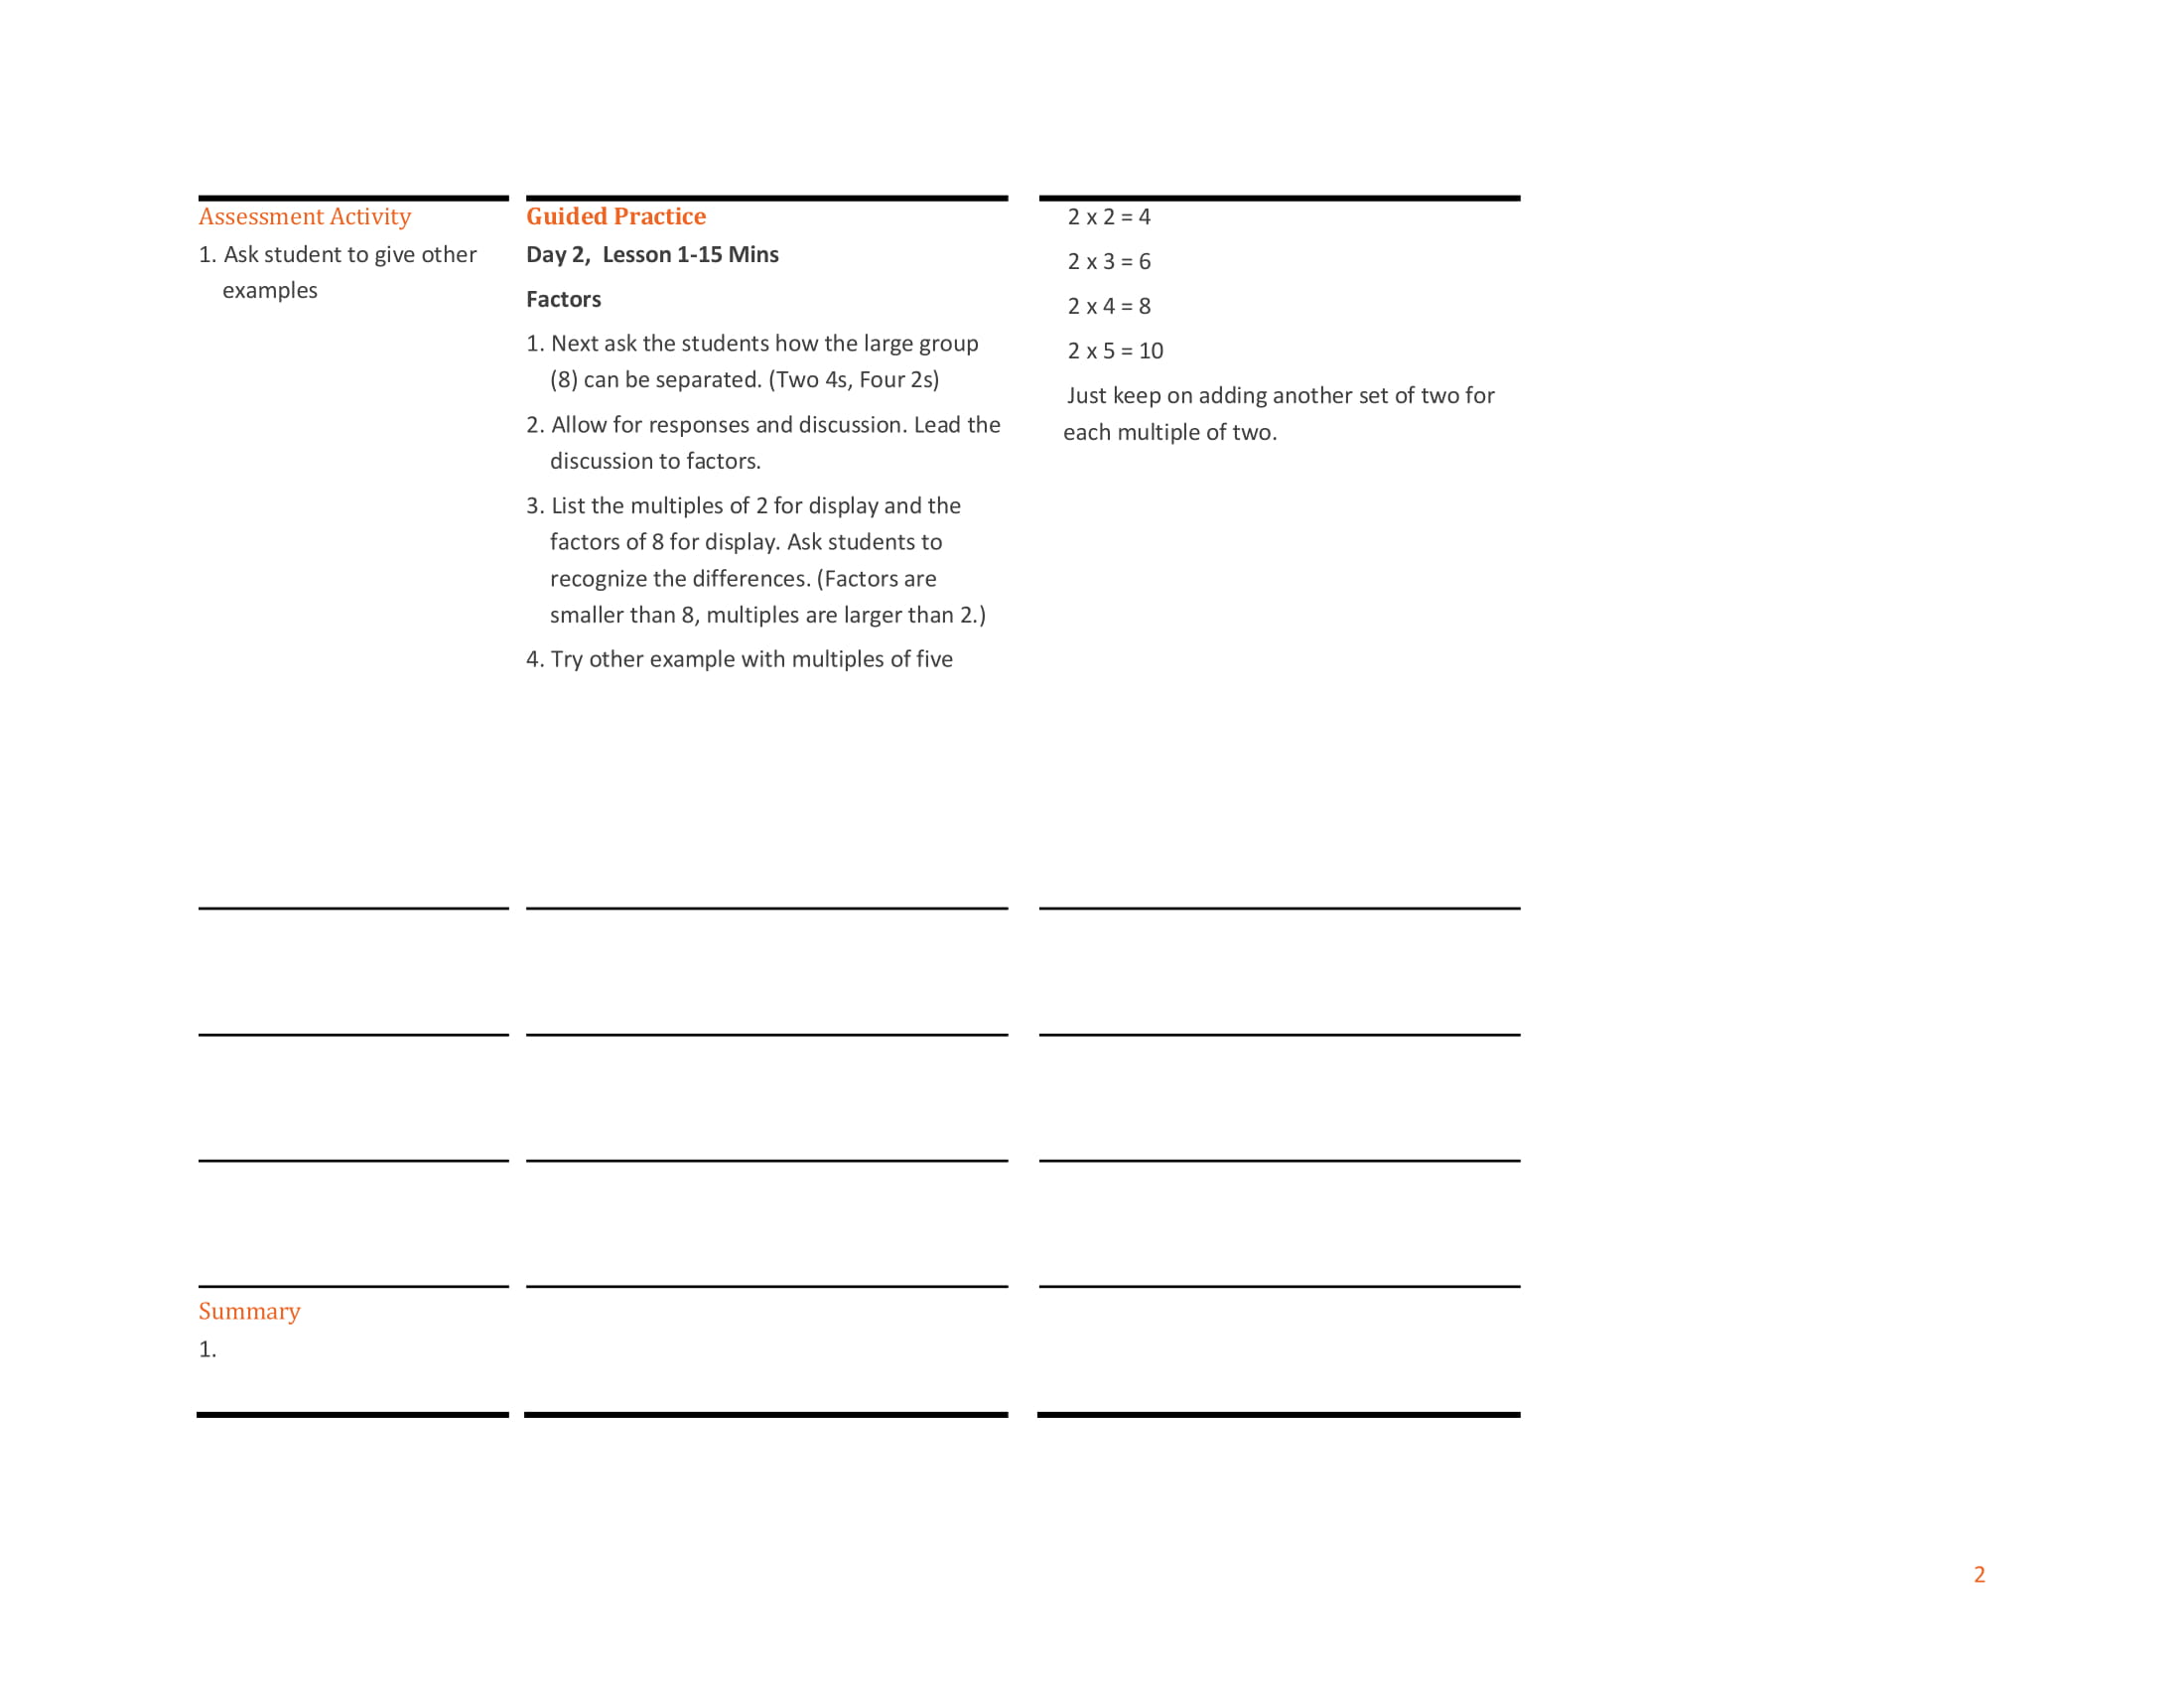 Assessment Activity
1. Ask student to give other
examples
Guided Practice
Day 2,  Lesson 1-15 Mins
Factors
1. Next ask the students how the large group
(8) can be separated. (Two 4s, Four 2s)
2. Allow for responses and discussion. Lead the
discussion to factors.
3. List the multiples of 2 for display and the
factors of 8 for display. Ask students to
recognize the differences. (Factors are
smaller than 8, multiples are larger than 2.)
4. Try other example with multiples of five
2 x 2 = 4
2 x 3 = 6
2 x 4 = 8
2 x 5 = 10
Just keep on adding another set of two for
each multiple of two.
Summary
1.
2